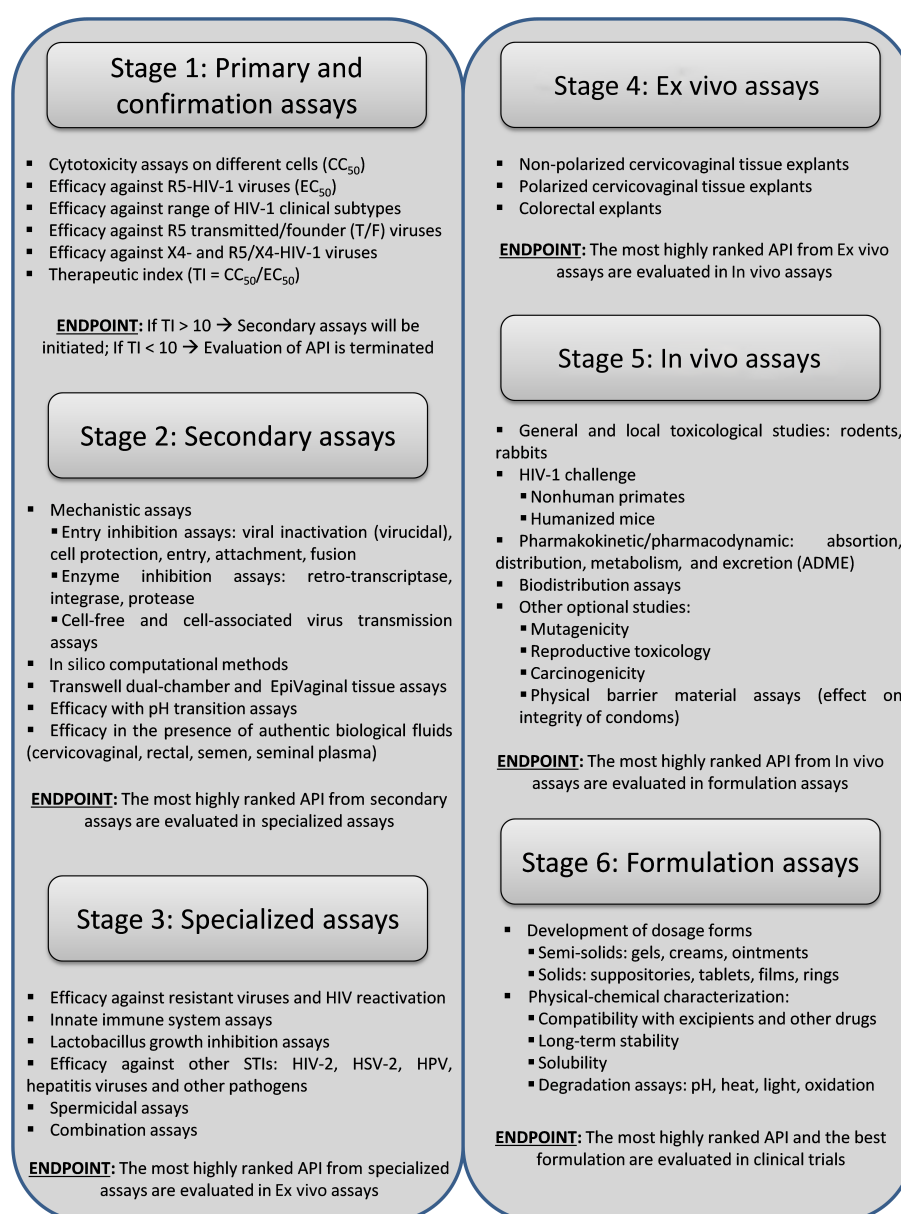 Stage 1: Primary and
confirmation assays
▪ Cytotoxicity assays on different cells (CC50)
▪ Efficacy against R5-HIV-1 viruses (EC50)
▪ Efficacy against range of HIV-1 clinical subtypes
▪ Efficacy against R5 transmitted/founder (T/F) viruses
▪ Efficacy against X4- and R5/X4-HIV-1 viruses
▪ Therapeutic index (TI = CC50/EC50)
ENDPOINT: If TI > 10 → Secondary assays will be
initiated; If TI < 10 → Evaluation of API is terminated
Stage 2: Secondary assays
▪ Mechanistic assays
▪ Entry inhibition assays: viral inactivation (virucidal),
cell protection, entry, attachment, fusion
▪ Enzyme inhibition assays: retro-transcriptase,
integrase, protease
▪ Cell-free and cell-associated virus transmission
assays
▪ In silico computational methods
▪ Transwell dual-chamber and EpiVaginal tissue assays
▪ Efficacy with pH transition assays
▪ Efficacy in the presence of authentic biological fluids
(cervicovaginal, rectal, semen, seminal plasma)
ENDPOINT: The most highly ranked API from secondary
assays are evaluated in specialized assays
Stage 3: Specialized assays
▪ Efficacy against resistant viruses and HIV reactivation
▪ Innate immune system assays
▪ Lactobacillus growth inhibition assays
▪ Efficacy against other STIs: HIV-2, HSV-2, HPV,
hepatitis viruses and other pathogens
▪ Spermicidal assays
▪ Combination assays
ENDPOINT: The most highly ranked API from specialized
assays are evaluated in Ex vivo assays
Stage 4: Ex vivo assays
▪ Non-polarized cervicovaginal tissue explants
▪ Polarized cervicovaginal tissue explants
▪ Colorectal explants
ENDPOINT: The most highly ranked API from Ex vivo
assays are evaluated in In vivo assays
Stage 5: In vivo assays
▪ General and local toxicological studies: rodents,
rabbits
▪ HIV-1 challenge
▪ Nonhuman primates
▪ Humanized mice
▪ Pharmakokinetic/pharmacodynamic: absortion,
distribution, metabolism, and excretion (ADME)
▪ Biodistribution assays
▪ Other optional studies:
▪ Mutagenicity
▪ Reproductive toxicology
▪ Carcinogenicity
▪ Physical barrier material assays (effect on
integrity of condoms)
ENDPOINT: The most highly ranked API from In vivo
assays are evaluated in formulation assays
Stage 6: Formulation assays
▪ Development of dosage forms
▪ Semi-solids: gels, creams, ointments
▪ Solids: suppositories, tablets, films, rings
▪ Physical-chemical characterization:
▪ Compatibility with excipients and other drugs
▪ Long-term stability
▪ Solubility
▪ Degradation assays: pH, heat, light, oxidation
ENDPOINT: The most highly ranked API and the best
formulation are evaluated in clinical trials